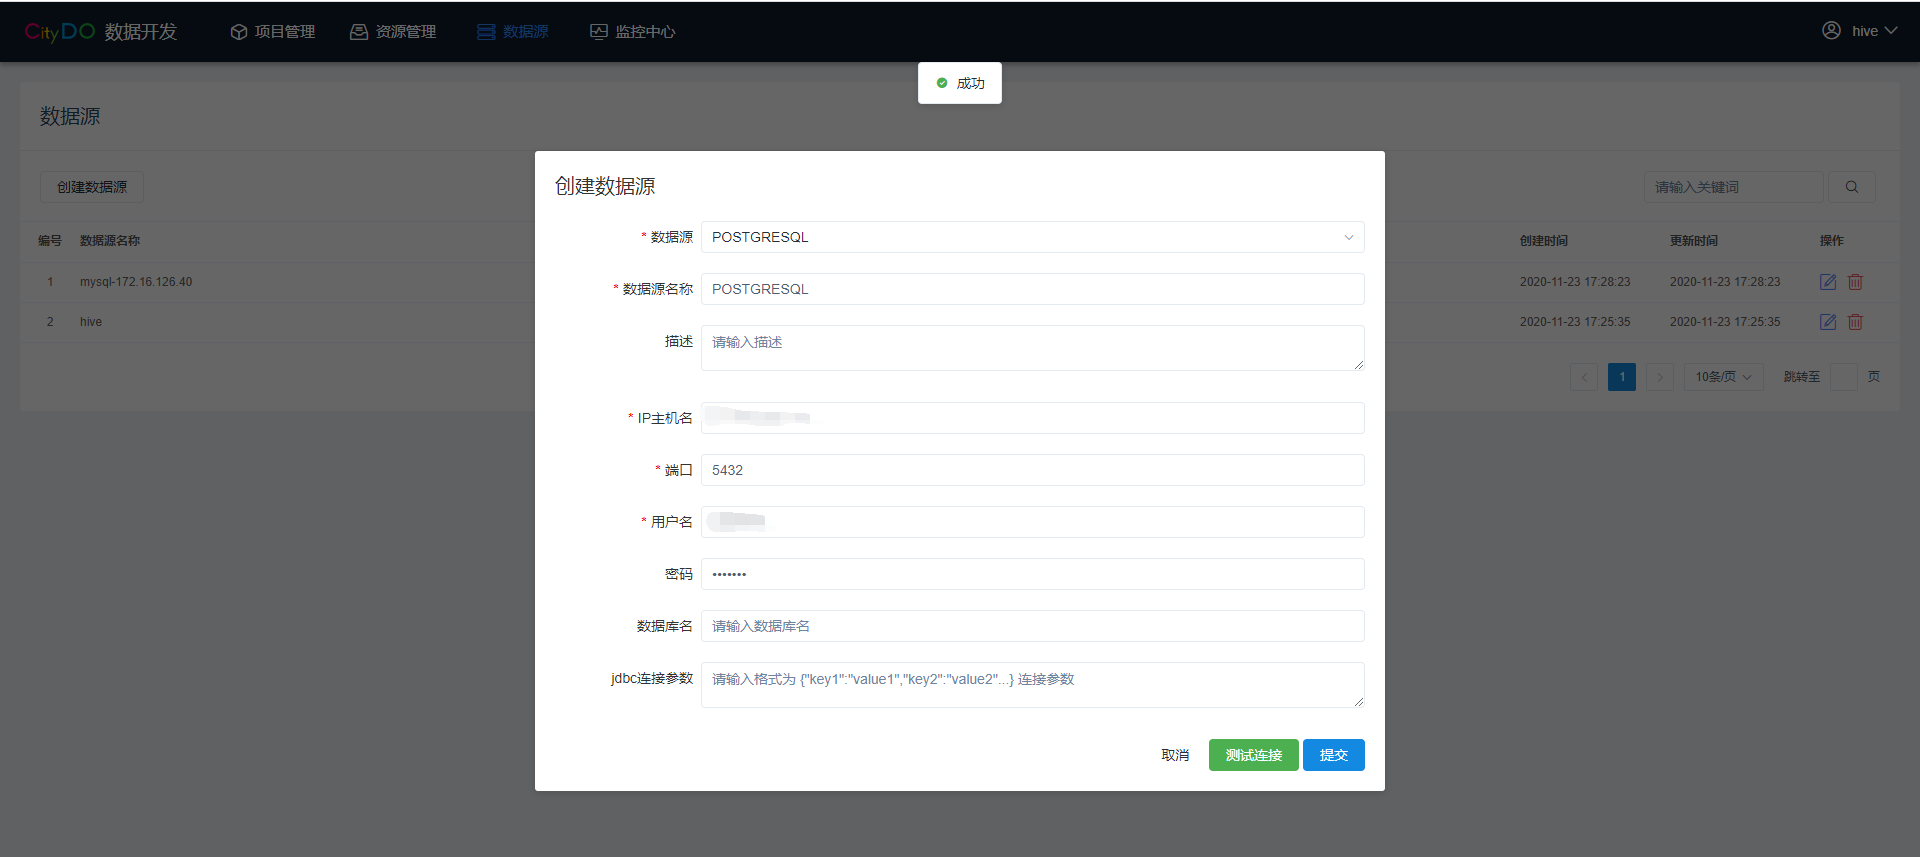 CityDO 数据开发 项目管理 资源管理 数据源 监控中心 hive
成功
数据源
创建数据源 请输入关键词
编号 数据源名称 创建时间 更新时间 操作
1 mysql-172.16.126.40 2020-11-23 17:28:23 2020-11-23 17:28:23
2 hive 2020-11-23 17:25:35 2020-11-23 17:25:35
1 10条/页 跳转至 页
创建数据源
* 数据源 POSTGRESQL
* 数据源名称 POSTGRESQL
描述 请输入描述
* IP主机名
* 端口 5432
* 用户名
密码 •••••••
数据库名 请输入数据库名
jdbc连接参数 请输入格式为 {"key1":"value1","key2":"value2"...} 连接参数
取消 测试连接 提交